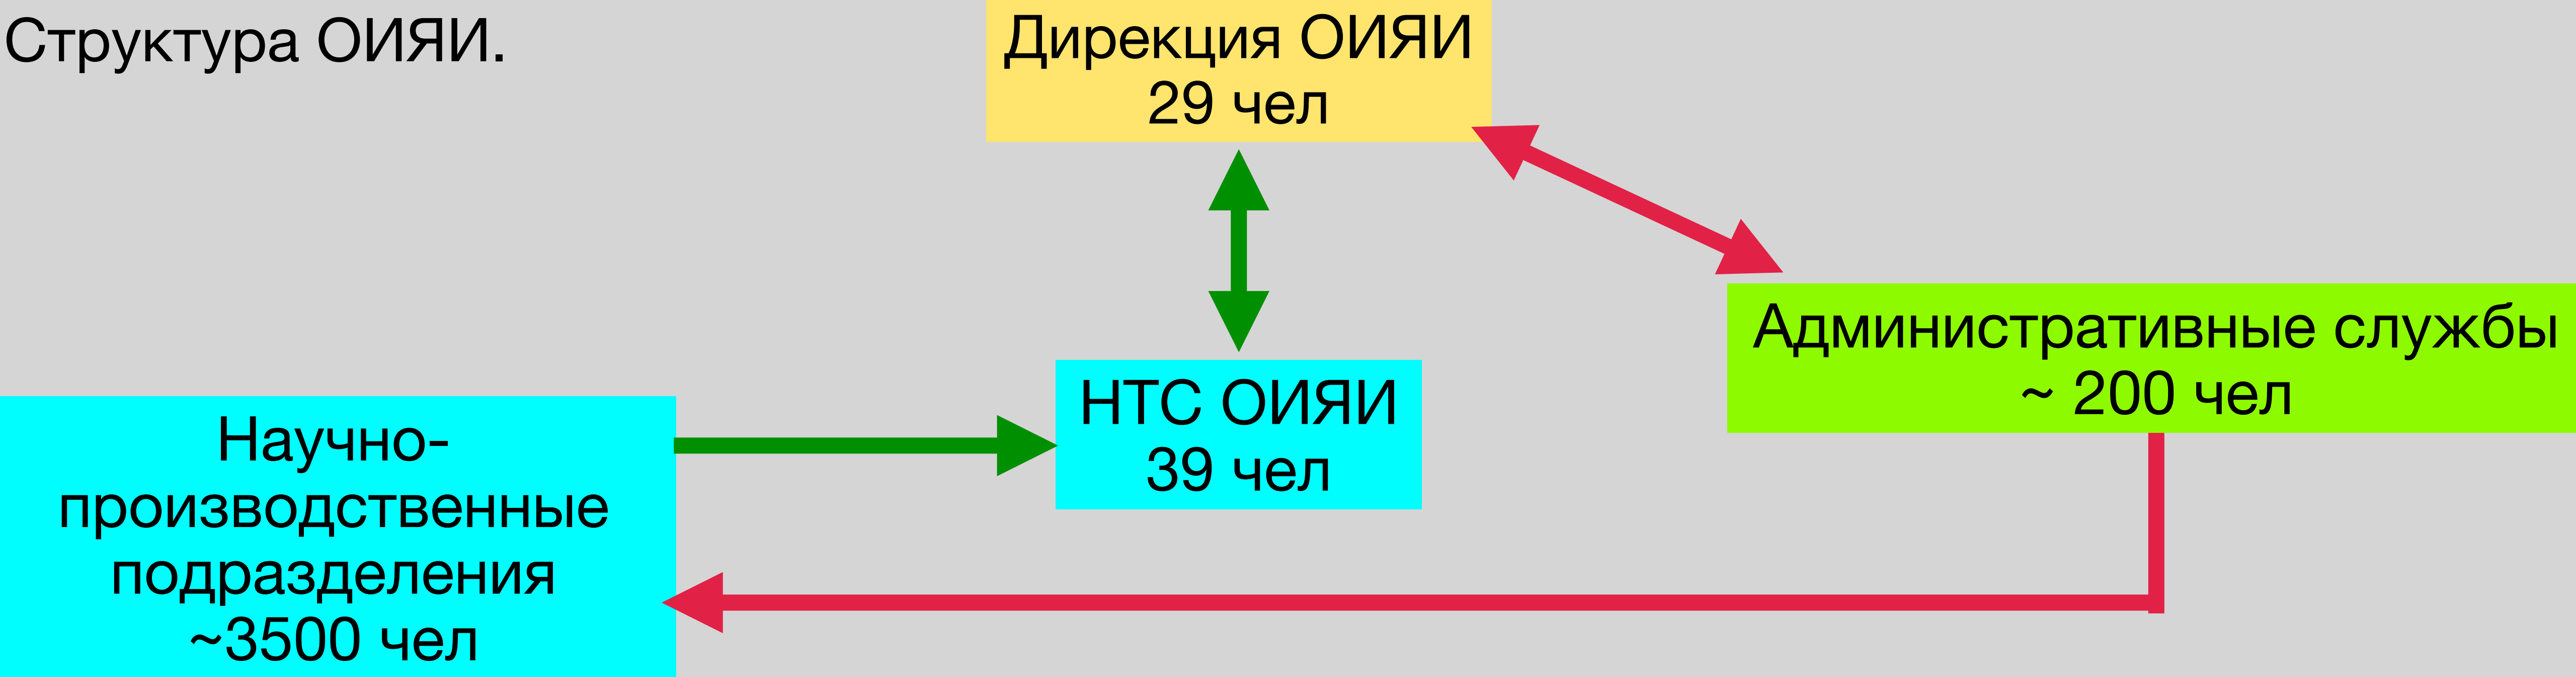 Структура ОИЯИ.
Дирекция ОИЯИ
29 чел
Административные службы
~ 200 чел
НТС ОИЯИ
39 чел
Научно-
производственные
подразделения
~3500 чел